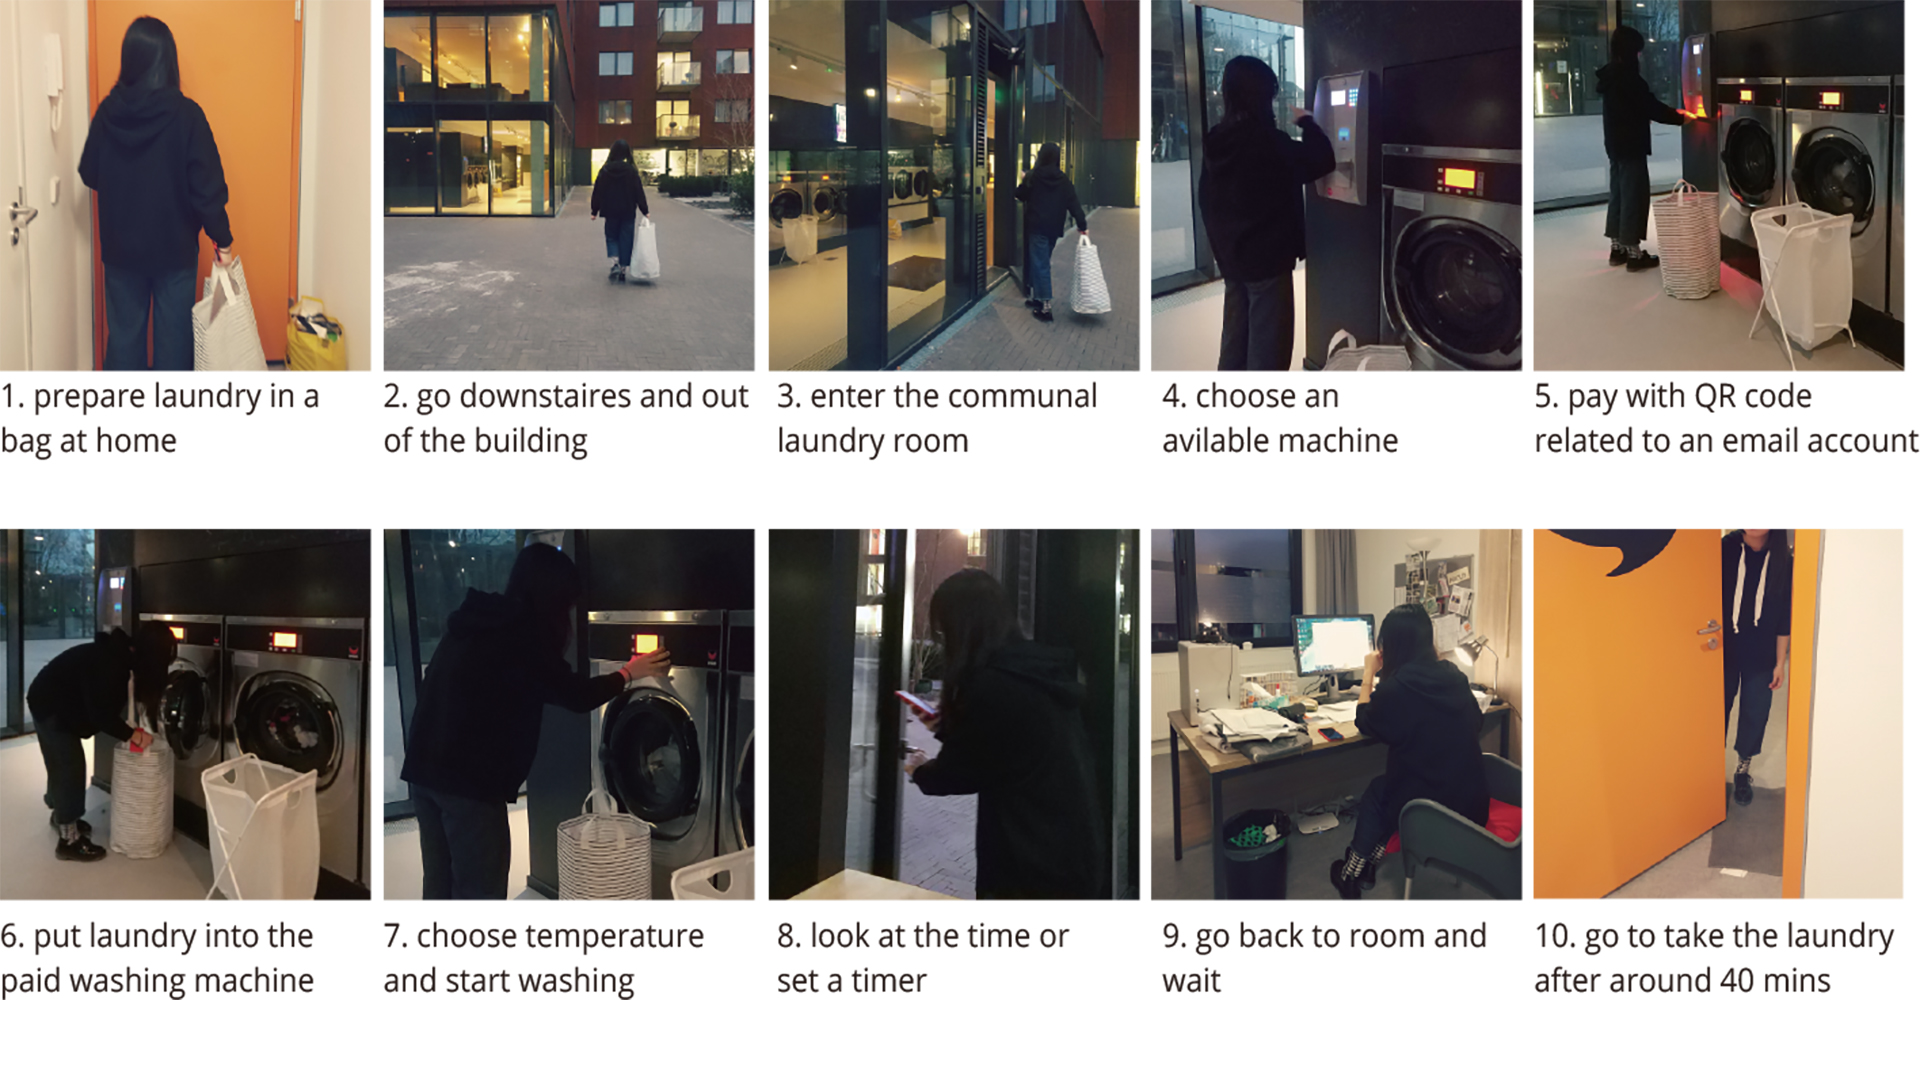 1. prepare laundry in a
bag at home
2. go downstaires and out
of the building
3. enter the communal
laundry room
4. choose an
avilable machine
5. pay with QR code
related to an email account
6. put laundry into the
paid washing machine
7. choose temperature
and start washing
8. look at the time or
set a timer
9. go back to room and
wait
10. go to take the laundry
after around 40 mins